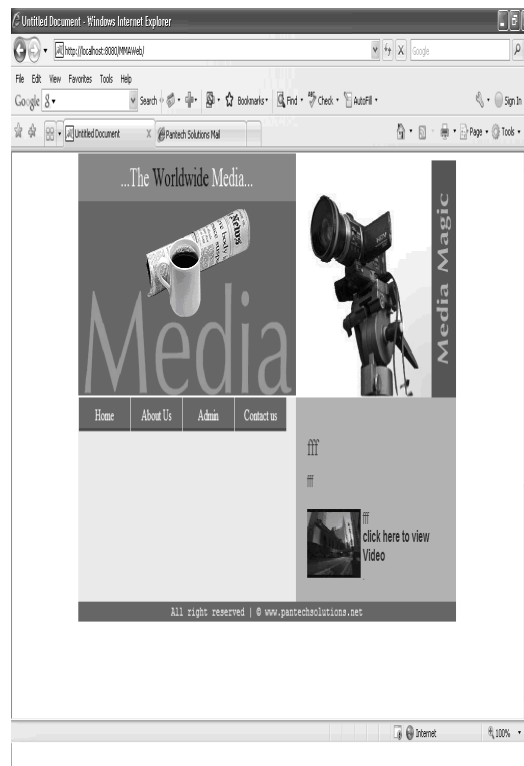 Untitled Document - Windows Internet Explorer
http://localhost:8080/MMAWeb/
Google
File Edit View Favorites Tools Help
Google Search Bookmarks Find Check AutoFill Sign In
Untitled Document X Pantech Solutions Mail Page Tools
...The Worldwide Media...
News
Media
Media Magic
Home About Us Admin Contact us
fff
fff
fff
click here to view
Video
All right reserved | © www.pantechsolutions.net
Internet 100%